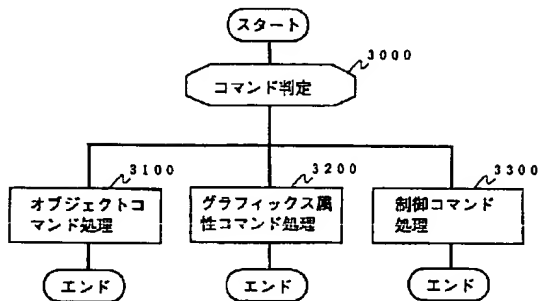 スタート
3000
コマンド判定
3100
3200
3300
オブジェクトコ
マンド処理
グラフィックス属
性コマンド処理
制御コマンド
処理
エンド
エンド
エンド